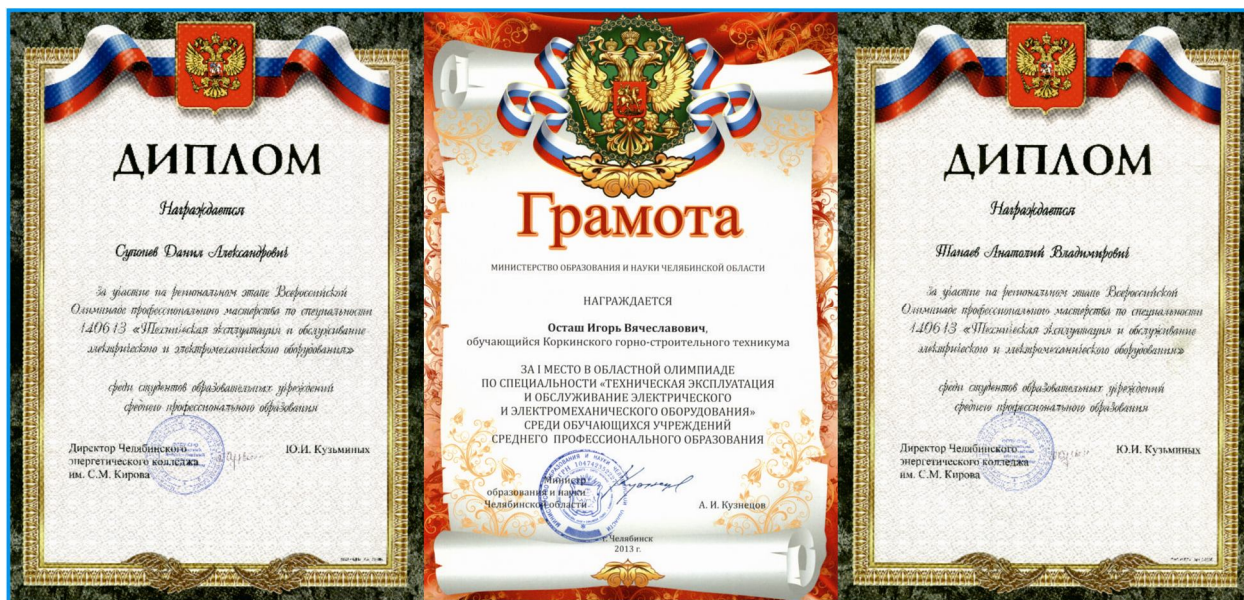 ДИПЛОМ
Награждается
Супонев Данил Александрович
за участие на региональном этапе Всероссийской
Олимпиаде профессионального мастерства по специальности
140613 «Техническая эксплуатация и обслуживание
электрического и электромеханического оборудования»
среди студентов образовательных учреждений
среднего профессионального образования
Директор Челябинского
энергетического колледжа
им. С.М. Кирова
Ю.И. Кузьминых
Грамота
МИНИСТЕРСТВО ОБРАЗОВАНИЯ И НАУКИ ЧЕЛЯБИНСКОЙ ОБЛАСТИ
НАГРАЖДАЕТСЯ
Осташ Игорь Вячеславович,
обучающийся Коркинского горно-строительного техникума
ЗА I МЕСТО В ОБЛАСТНОЙ ОЛИМПИАДЕ
ПО СПЕЦИАЛЬНОСТИ «ТЕХНИЧЕСКАЯ ЭКСПЛУАТАЦИЯ
И ОБСЛУЖИВАНИЕ ЭЛЕКТРИЧЕСКОГО
И ЭЛЕКТРОМЕХАНИЧЕСКОГО ОБОРУДОВАНИЯ»
СРЕДИ ОБУЧАЮЩИХСЯ УЧРЕЖДЕНИЙ
СРЕДНЕГО ПРОФЕССИОНАЛЬНОГО ОБРАЗОВАНИЯ
Министр
образования и науки
Челябинской области
А. И. Кузнецов
г. Челябинск
2013 г.
ДИПЛОМ
Награждается
Танаев Анатолий Владимирович
за участие на региональном этапе Всероссийской
Олимпиаде профессионального мастерства по специальности
140613 «Техническая эксплуатация и обслуживание
электрического и электромеханического оборудования»
среди студентов образовательных учреждений
среднего профессионального образования
Директор Челябинского
энергетического колледжа
им. С.М. Кирова
Ю.И. Кузьминых